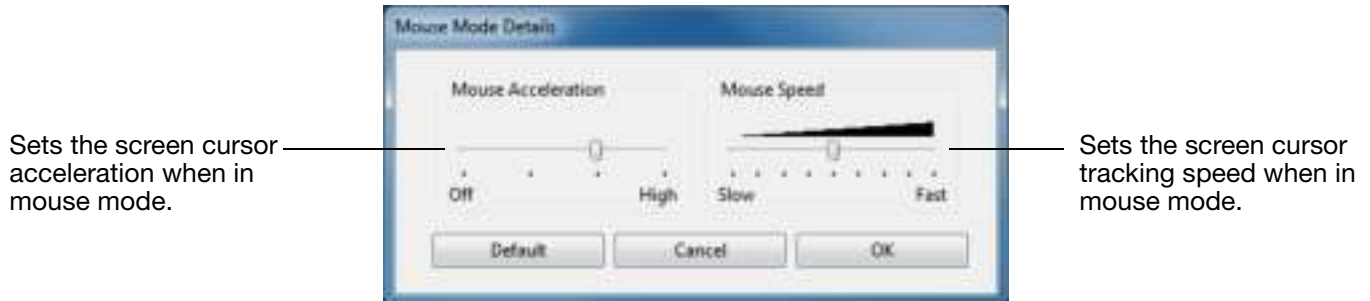 Mouse Mode Details
Mouse Acceleration
Mouse Speed
Sets the screen cursor
acceleration when in
mouse mode.
Sets the screen cursor
tracking speed when in
mouse mode.
Off
High
Slow
Fast
Default
Cancel
OK